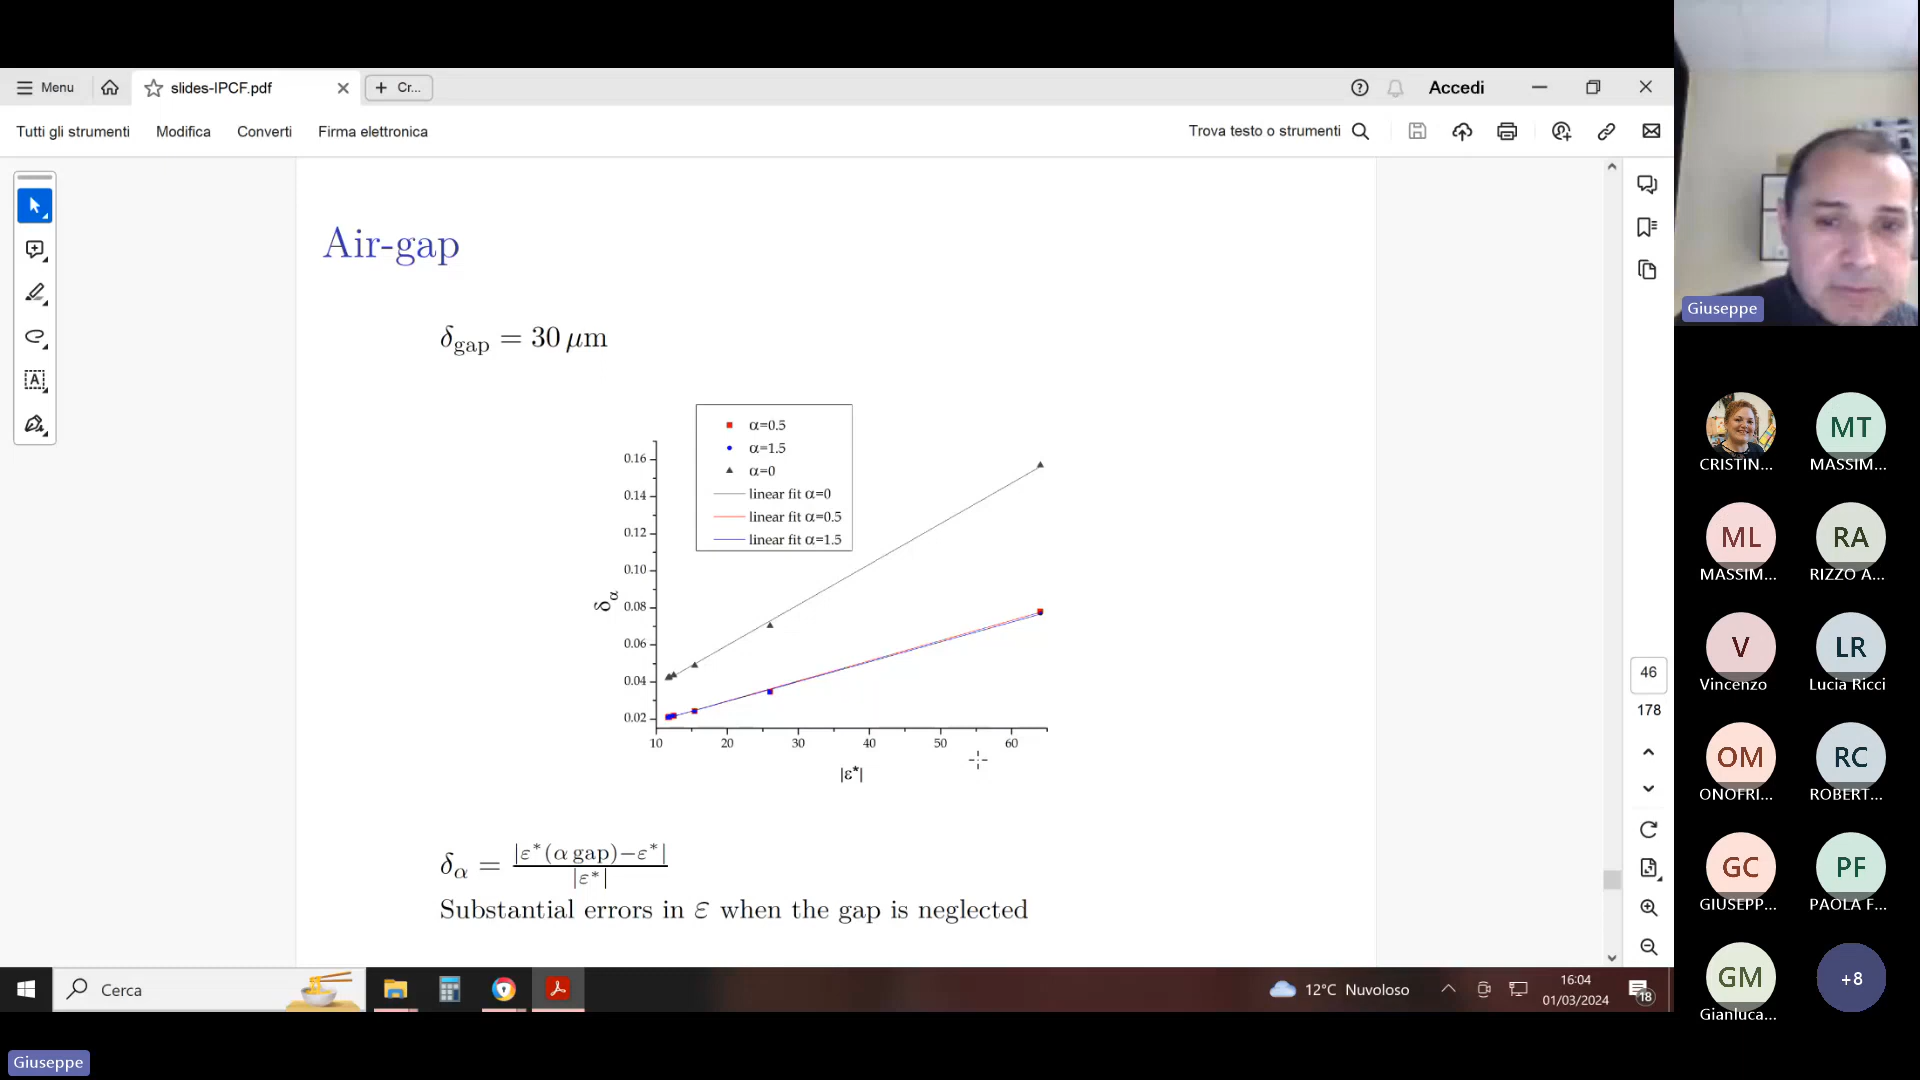 Menu
slides-IPCF.pdf
Cr...
Accedi
Tutti gli strumenti
Modifica
Converti
Firma elettronica
Trova testo o strumenti
Air-gap
δgap = 30 μm
α=0.5
α=1.5
α=0
linear fit α=0
linear fit α=0.5
linear fit α=1.5
0.16
0.14
0.12
0.10
0.08
0.06
0.04
0.02
δα
10 20 30 40 50 60
|ε*|
δα = |ε*(α gap)−ε*| / |ε*|
Substantial errors in ε when the gap is neglected
46
178
Cerca
12°C Nuvoloso
16:04
01/03/2024
18
Giuseppe
Giuseppe
CRISTIN...
MT
MASSIM...
ML
MASSIM...
RA
RIZZO A...
V
Vincenzo
LR
Lucia Ricci
OM
ONOFRI...
RC
ROBERT...
GC
GIUSEPP...
PF
PAOLA F...
GM
Gianluca...
+8